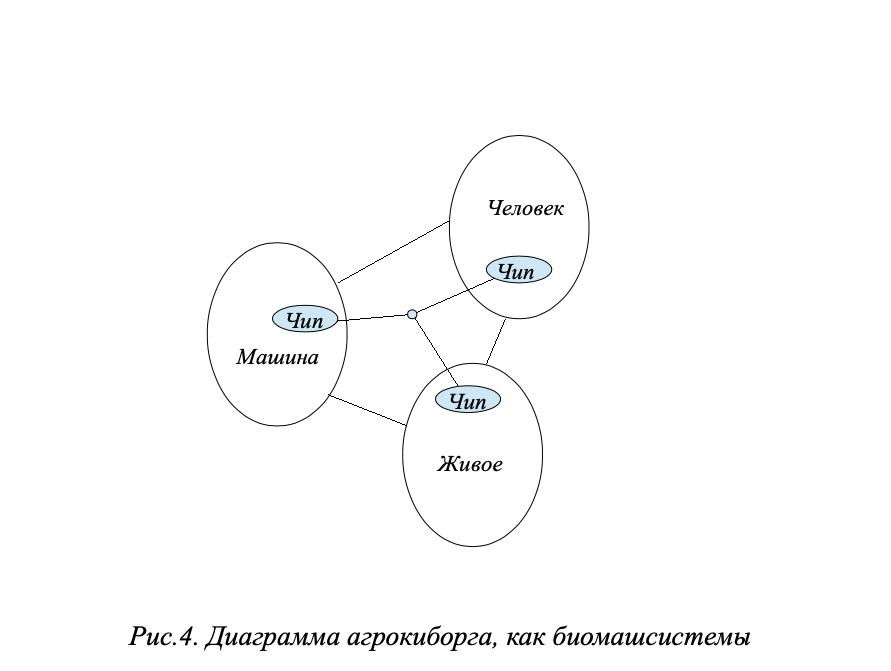 Человек
Чип
Чип
Машина
Чип
Живое
Рис.4. Диаграмма агрокиборга, как биомашсистемы